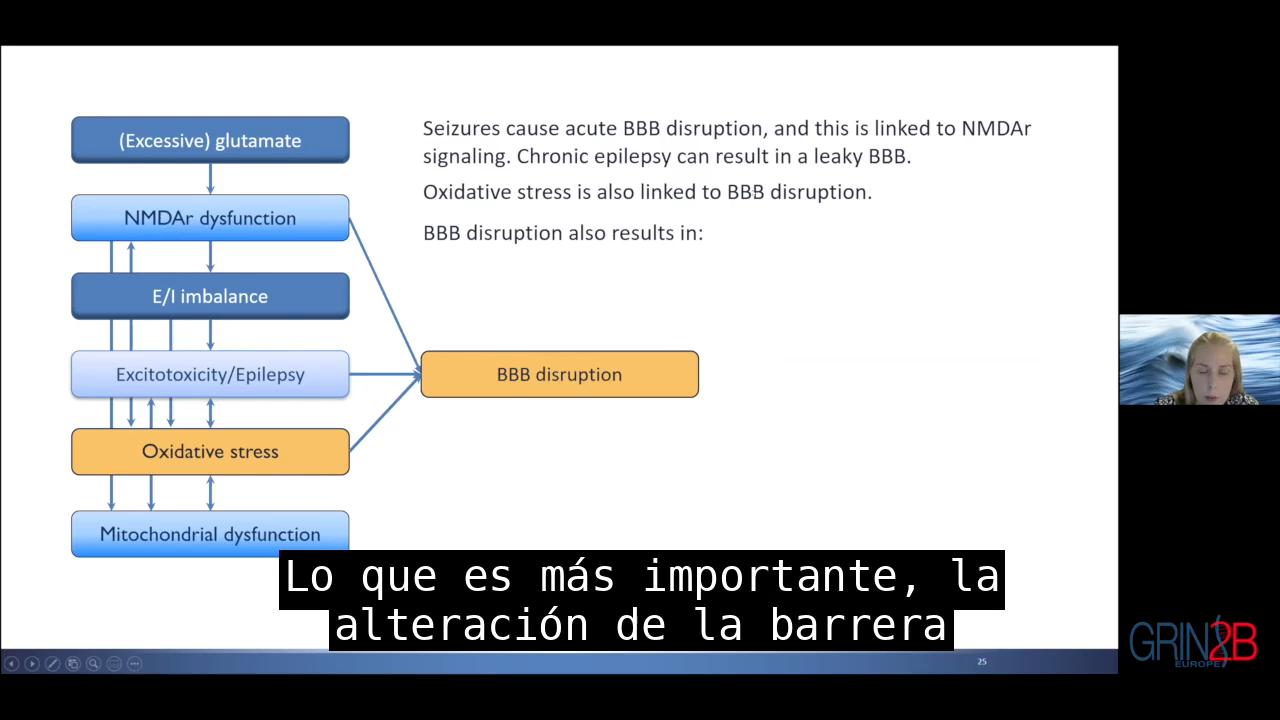 (Excessive) glutamate
NMDAr dysfunction
E/I imbalance
Excitotoxicity/Epilepsy
Oxidative stress
Mitochondrial dysfunction
Seizures cause acute BBB disruption, and this is linked to NMDAr
signaling. Chronic epilepsy can result in a leaky BBB.
Oxidative stress is also linked to BBB disruption.
BBB disruption also results in:
BBB disruption
Lo que es más importante, la
alteración de la barrera
25
GRIN2B
EUROPE